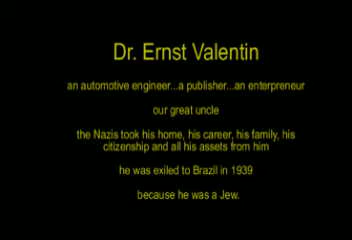 Dr. Ernst Valentin
an automotive engineer...a publisher...an enterpreneur
our great uncle
the Nazis took his home, his career, his family, his
citizenship and all his assets from him
he was exiled to Brazil in 1939
because he was a Jew.